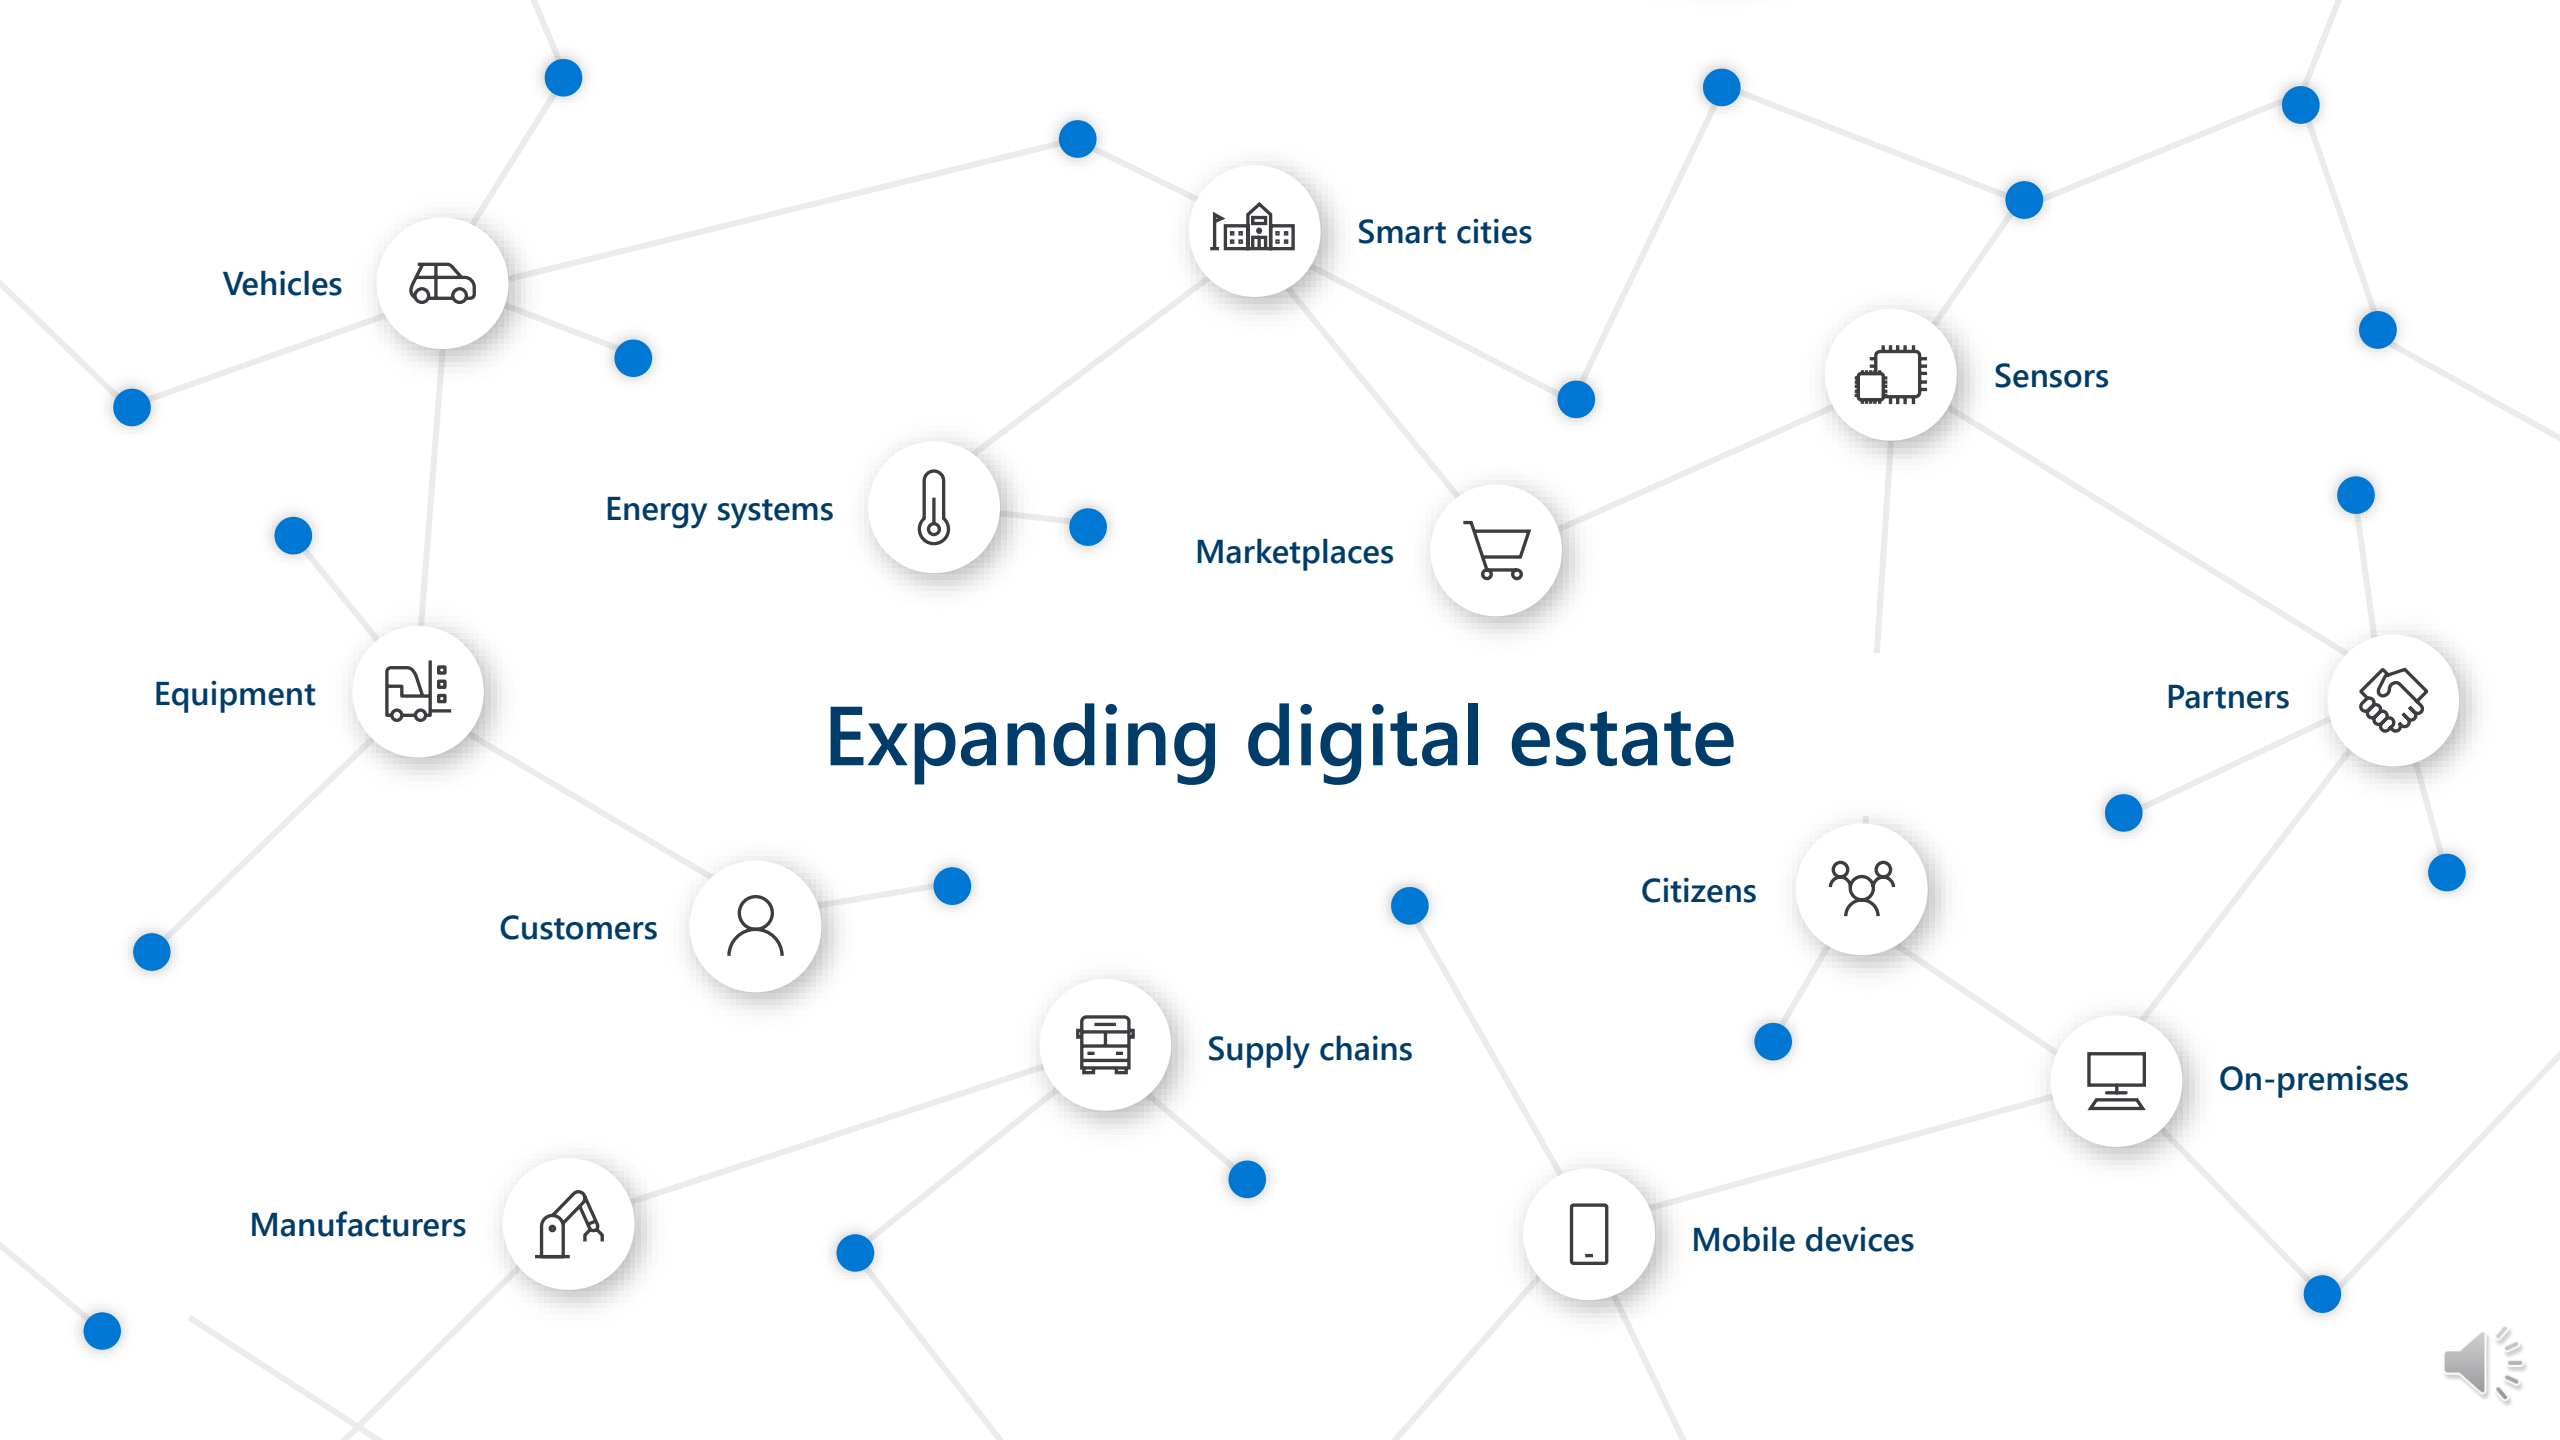 Smart cities
Vehicles
Sensors
Energy systems
Marketplaces
Equipment
Partners
Expanding digital estate
Citizens
Customers
Supply chains
On-premises
Manufacturers
Mobile devices